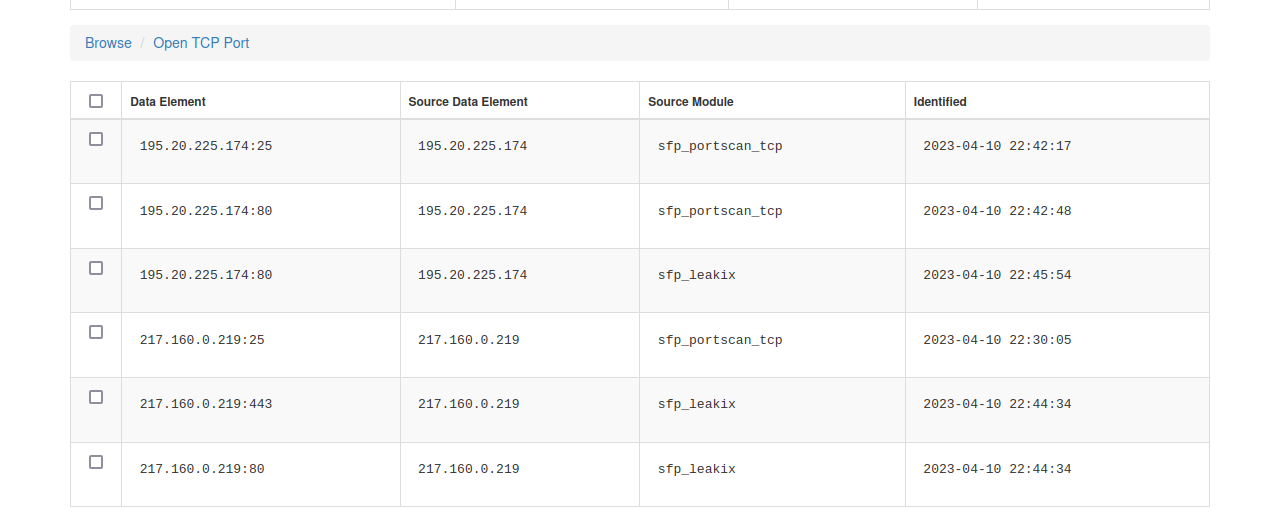 Browse / Open TCP Port
Data Element Source Data Element Source Module Identified
195.20.225.174:25 195.20.225.174 sfp_portscan_tcp 2023-04-10 22:42:17
195.20.225.174:80 195.20.225.174 sfp_portscan_tcp 2023-04-10 22:42:48
195.20.225.174:80 195.20.225.174 sfp_leakix 2023-04-10 22:45:54
217.160.0.219:25 217.160.0.219 sfp_portscan_tcp 2023-04-10 22:30:05
217.160.0.219:443 217.160.0.219 sfp_leakix 2023-04-10 22:44:34
217.160.0.219:80 217.160.0.219 sfp_leakix 2023-04-10 22:44:34